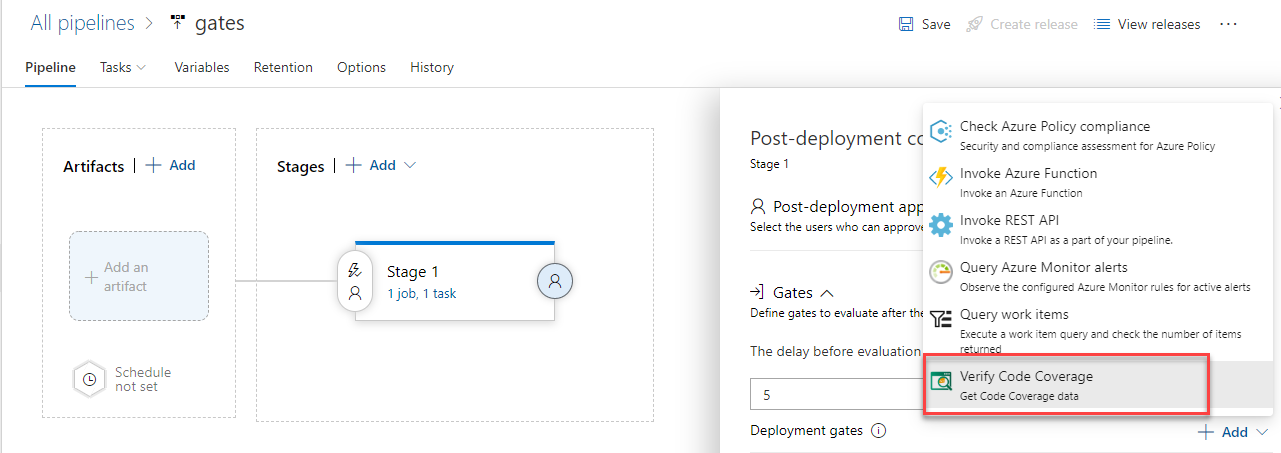 All pipelines > gates
Save
Create release
View releases
...
Pipeline
Tasks
Variables
Retention
Options
History
Artifacts | + Add
Add an
artifact
Schedule
not set
Stages | + Add
Stage 1
1 job, 1 task
Post-deployment co
Stage 1
Post-deployment app
Select the users who can approve
Gates
Define gates to evaluate after the
The delay before evaluation
5
Deployment gates
+ Add
Check Azure Policy compliance
Security and compliance assessment for Azure Policy
Invoke Azure Function
Invoke an Azure Function
Invoke REST API
Invoke a REST API as a part of your pipeline.
Query Azure Monitor alerts
Observe the configured Azure Monitor rules for active alerts
Query work items
Execute a work item query and check the number of items
returned
Verify Code Coverage
Get Code Coverage data